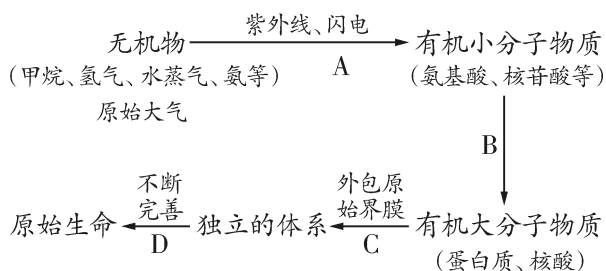 紫外线、闪电
无机物 有机小分子物质
A
(甲烷、氢气、水蒸气、氨等) (氨基酸、核苷酸等)
原始大气
B
不断 外包原
完善 始界膜
原始生命 独立的体系 有机大分子物质
D C
(蛋白质、核酸)